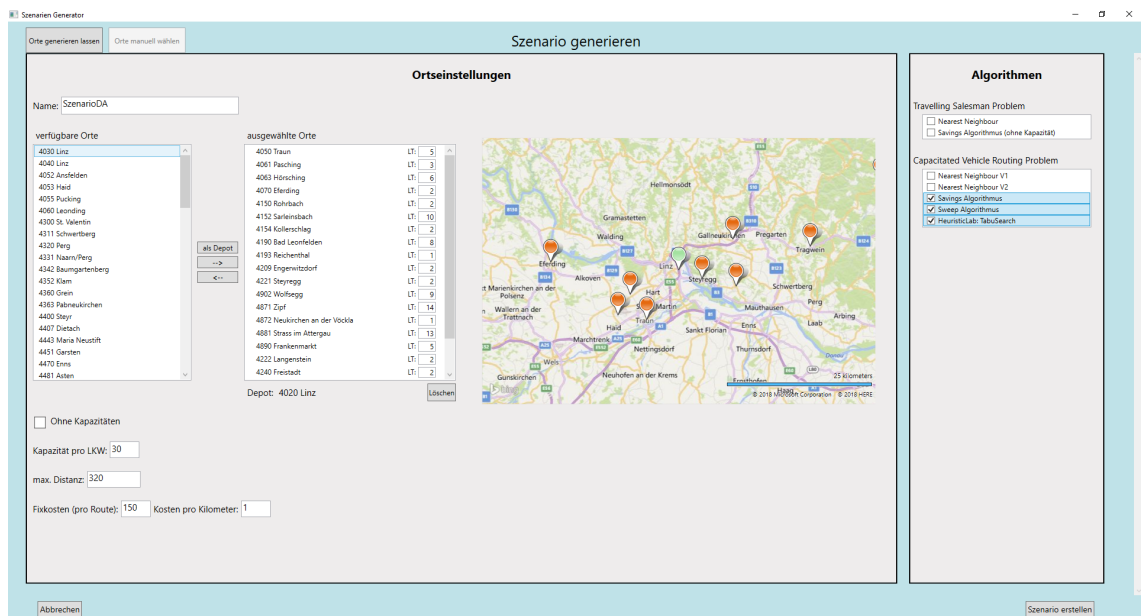 Szenarien Generator
Orte generieren lassen
Orte manuell wählen
Szenario generieren
Ortseinstellungen
Name: SzenarioDA
verfügbare Orte
4030 Linz
4040 Linz
4052 Ansfelden
4053 Haid
4055 Pucking
4060 Leonding
4300 St. Valentin
4311 Schwertberg
4320 Perg
4331 Naarn/Perg
4342 Baumgartenberg
4352 Klam
4360 Grein
4363 Pabneukirchen
4400 Steyr
4407 Dietach
4443 Maria Neustift
4451 Garsten
4470 Enns
4481 Asten
als Depot
-->
<--
ausgewählte Orte
4050 Traun LT: 5
4061 Pasching LT: 3
4063 Hörsching LT: 6
4070 Eferding LT: 2
4150 Rohrbach LT: 2
4152 Sarleinsbach LT: 10
4154 Kollerschlag LT: 2
4190 Bad Leonfelden LT: 8
4193 Reichenthal LT: 1
4209 Engerwitzdorf LT: 2
4221 Steyregg LT: 2
4902 Wolfsegg LT: 9
4871 Zipf LT: 14
4872 Neukirchen an der Vöckla LT: 1
4881 Strass im Attergau LT: 13
4890 Frankenmarkt LT: 5
4222 Langenstein LT: 2
4240 Freistadt LT: 2
Depot: 4020 Linz
Löschen
Hellmonsödt
Gramastetten
Walding
Gallneukirchen
Pregarten
Tragwein
Eferding
Linz
Steyregg
Alkoven
Schwertberg
Marienkirchen an der
Polsenz
Hart
Perg
Wallern an der
Trattnach
Martin
Mauthausen
Arbing
Traun
Laab
Haid
Sankt Florian
Enns
Marchtrenk
Nettingsdorf
Thurnsdorf
Wels
Donau
Gunskirchen
Neuhofen an der Krems
25 kilometers
Ernsthofen
Haag
© 2018 Microsoft Corporation © 2018 HERE
Ohne Kapazitäten
Kapazität pro LKW: 30
max. Distanz: 320
Fixkosten (pro Route): 150 Kosten pro Kilometer: 1
Algorithmen
Travelling Salesman Problem
Nearest Neighbour
Savings Algorithmus (ohne Kapazität)
Capacitated Vehicle Routing Problem
Nearest Neighbour V1
Nearest Neighbour V2
Savings Algorithmus
Sweep Algorithmus
HeuristicLab: TabuSearch
Abbrechen
Szenario erstellen